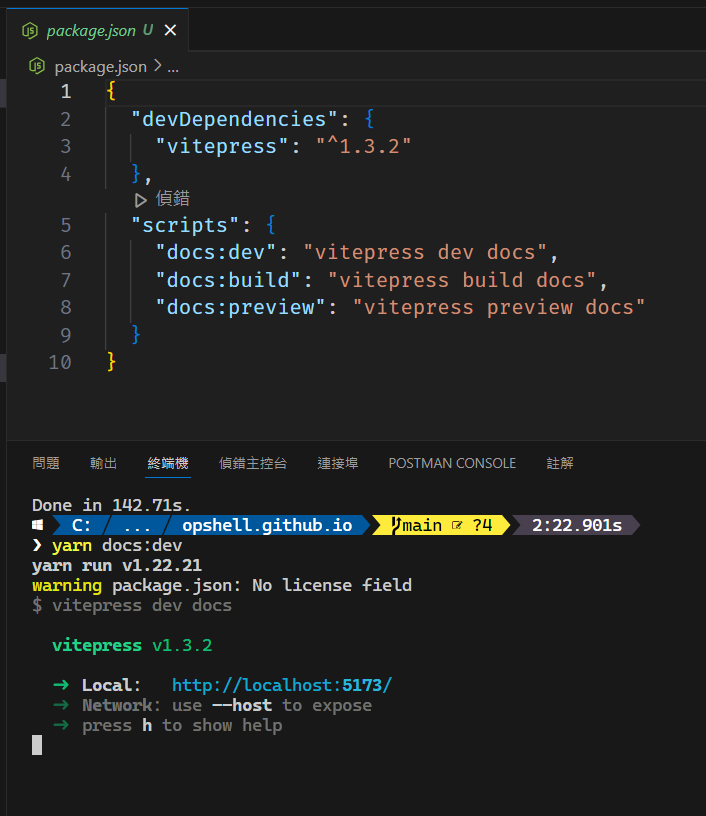 package.json U ×
package.json > ...
1 {
2 "devDependencies": {
3 "vitepress": "^1.3.2"
4 },
偵錯
5 "scripts": {
6 "docs:dev": "vitepress dev docs",
7 "docs:build": "vitepress build docs",
8 "docs:preview": "vitepress preview docs"
9 }
10 }
問題 輸出 終端機 偵錯主控台 連接埠 POSTMAN CONSOLE 註解
Done in 142.71s.
C: ... opshell.github.io main ?4 2:22.901s
❯ yarn docs:dev
yarn run v1.22.21
warning package.json: No license field
$ vitepress dev docs
vitepress v1.3.2
➜ Local: http://localhost:5173/
➜ Network: use --host to expose
➜ press h to show help